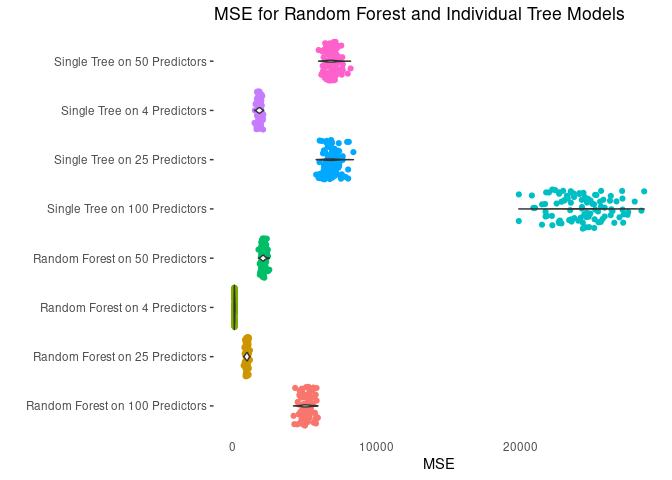 MSE for Random Forest and Individual Tree Models
Single Tree on 50 Predictors
Single Tree on 4 Predictors
Single Tree on 25 Predictors
Single Tree on 100 Predictors
Random Forest on 50 Predictors
Random Forest on 4 Predictors
Random Forest on 25 Predictors
Random Forest on 100 Predictors
0 10000 20000
MSE